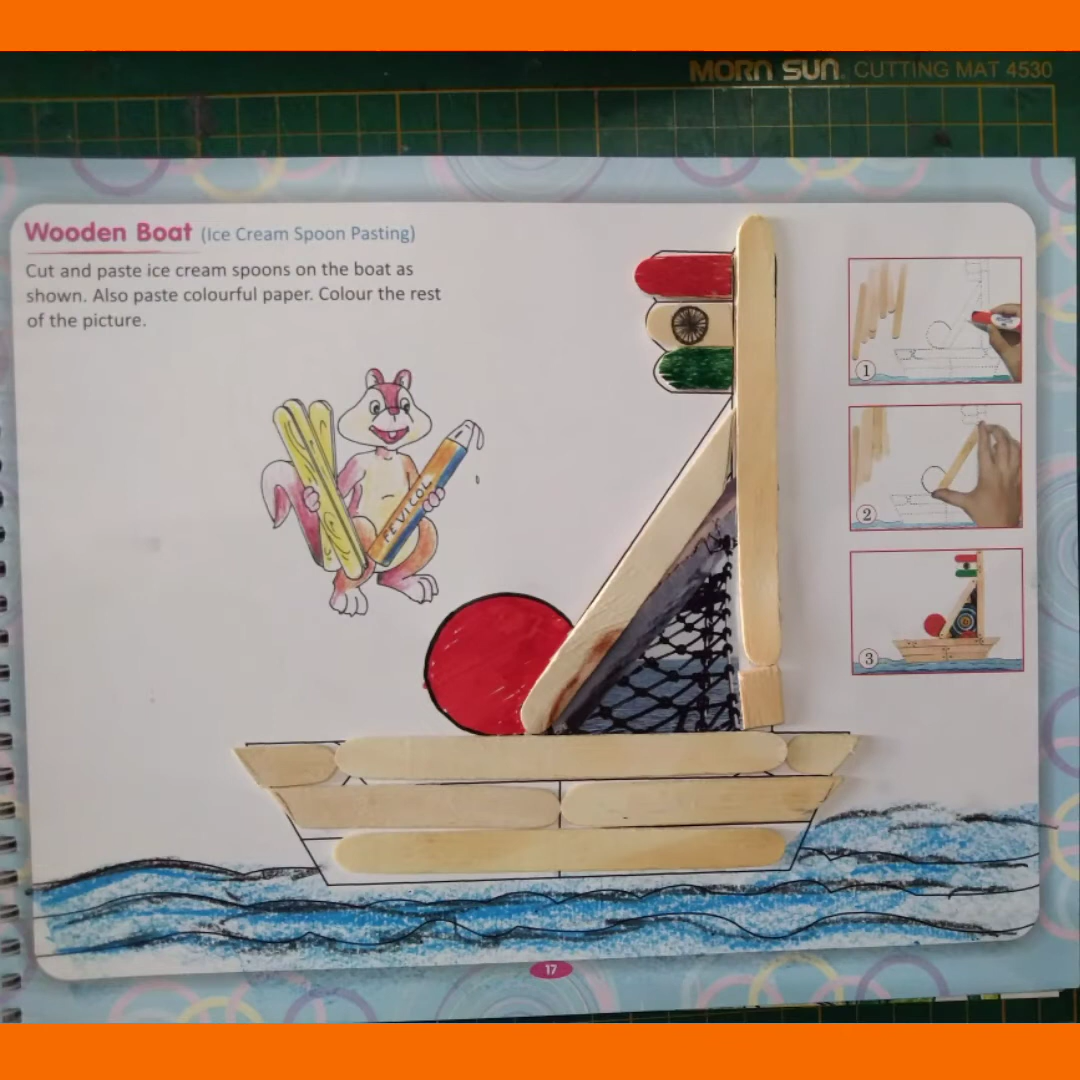 MORN SUN. CUTTING MAT 4530
Wooden Boat (Ice Cream Spoon Pasting)
Cut and paste ice cream spoons on the boat as
shown. Also paste colourful paper. Colour the rest
of the picture.
FEVICOL
1
2
3
17